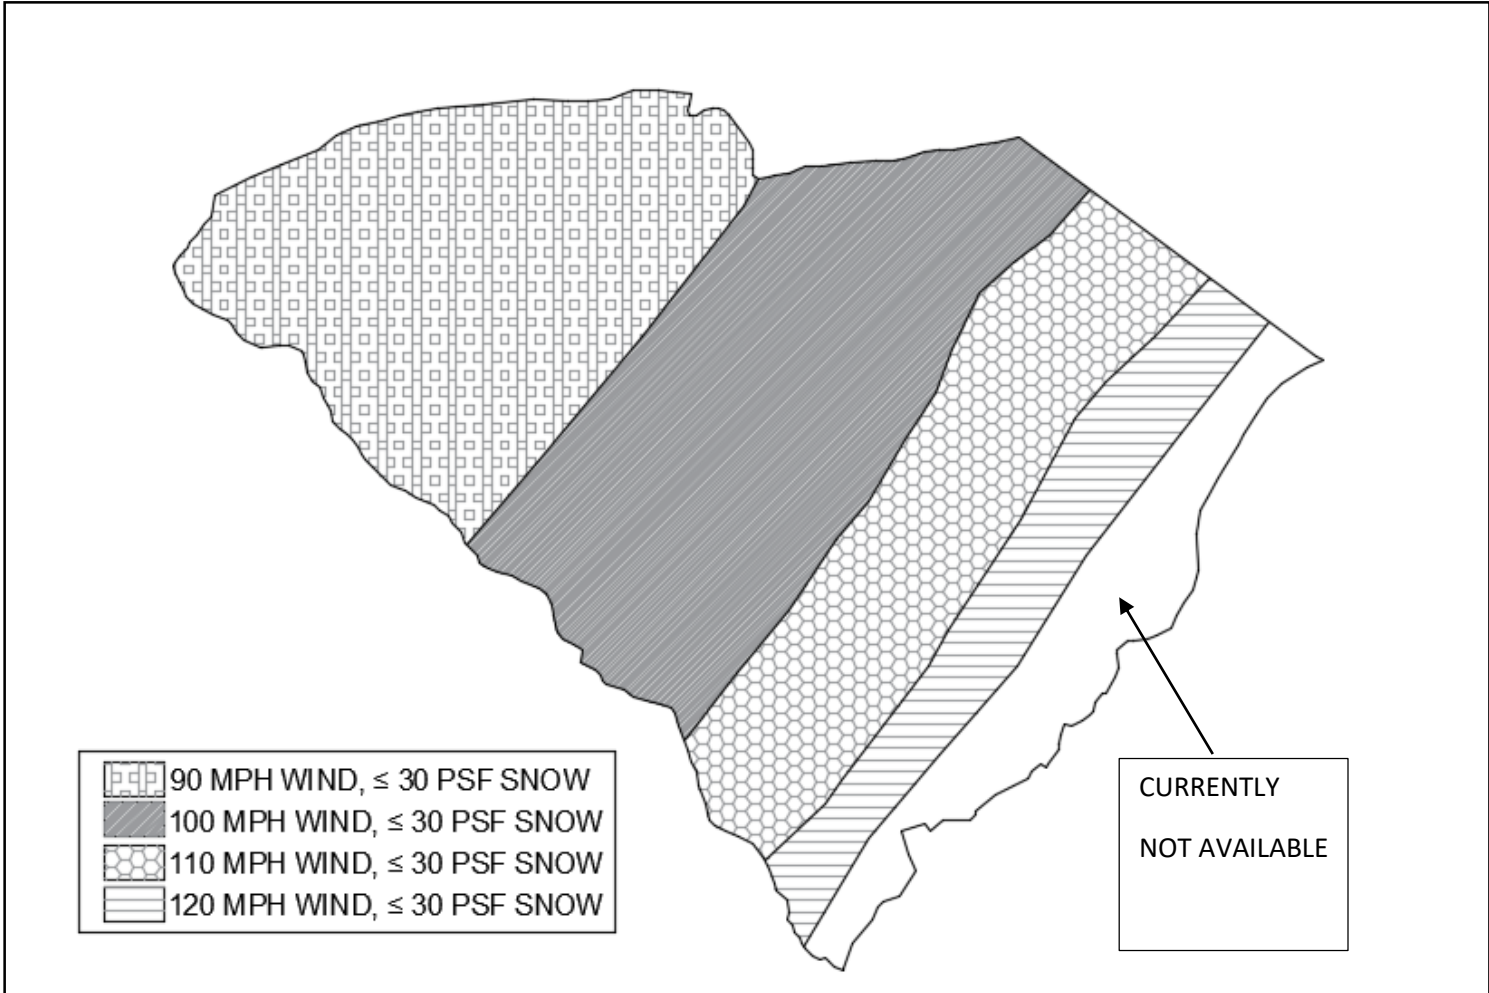 90 MPH WIND, ≤ 30 PSF SNOW
100 MPH WIND, ≤ 30 PSF SNOW
110 MPH WIND, ≤ 30 PSF SNOW
120 MPH WIND, ≤ 30 PSF SNOW
CURRENTLY
NOT AVAILABLE